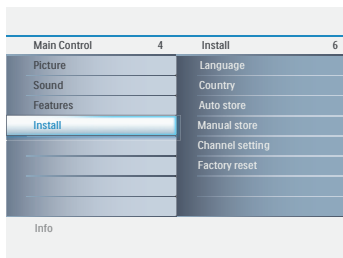 Main Control 4 Install 6
Picture Language
Sound Country
Features Auto store
Install Manual store
Channel setting
Factory reset
Info